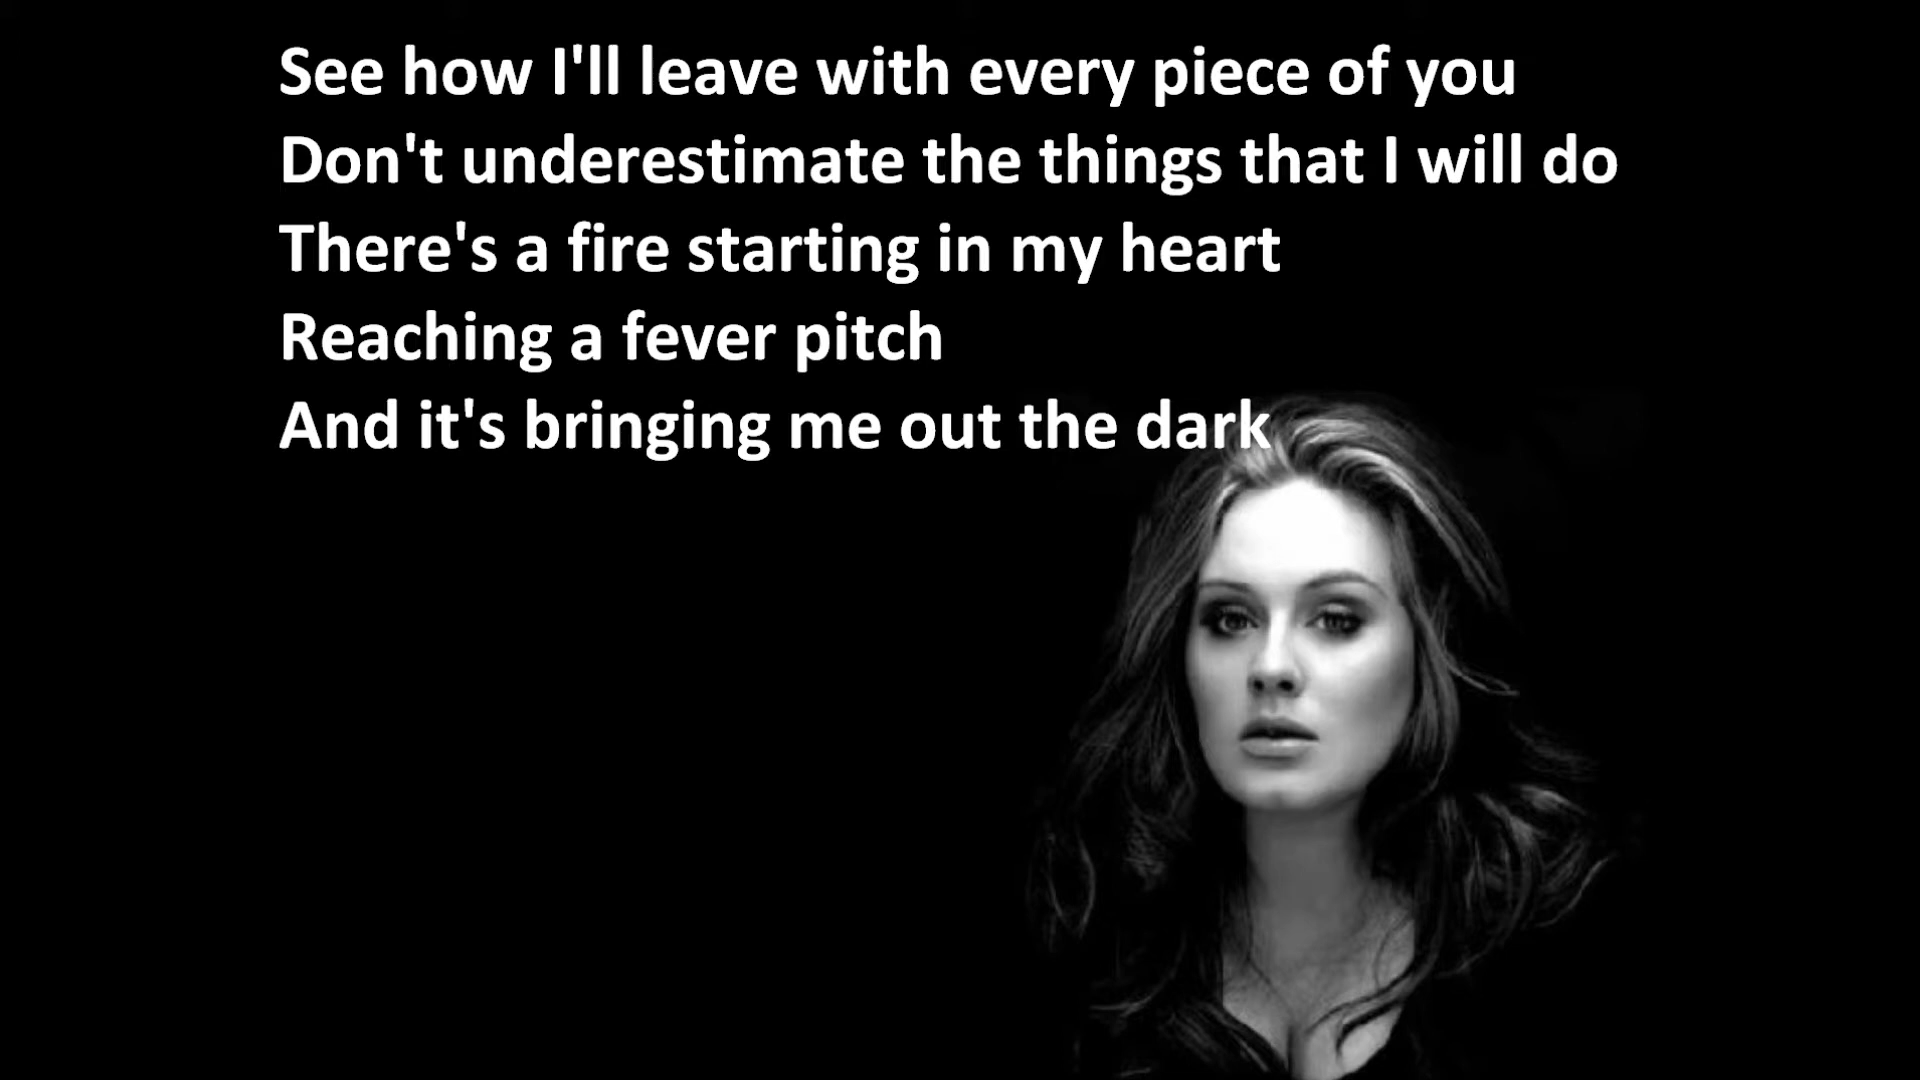 See how I'll leave with every piece of you
Don't underestimate the things that I will do
There's a fire starting in my heart
Reaching a fever pitch
And it's bringing me out the dark